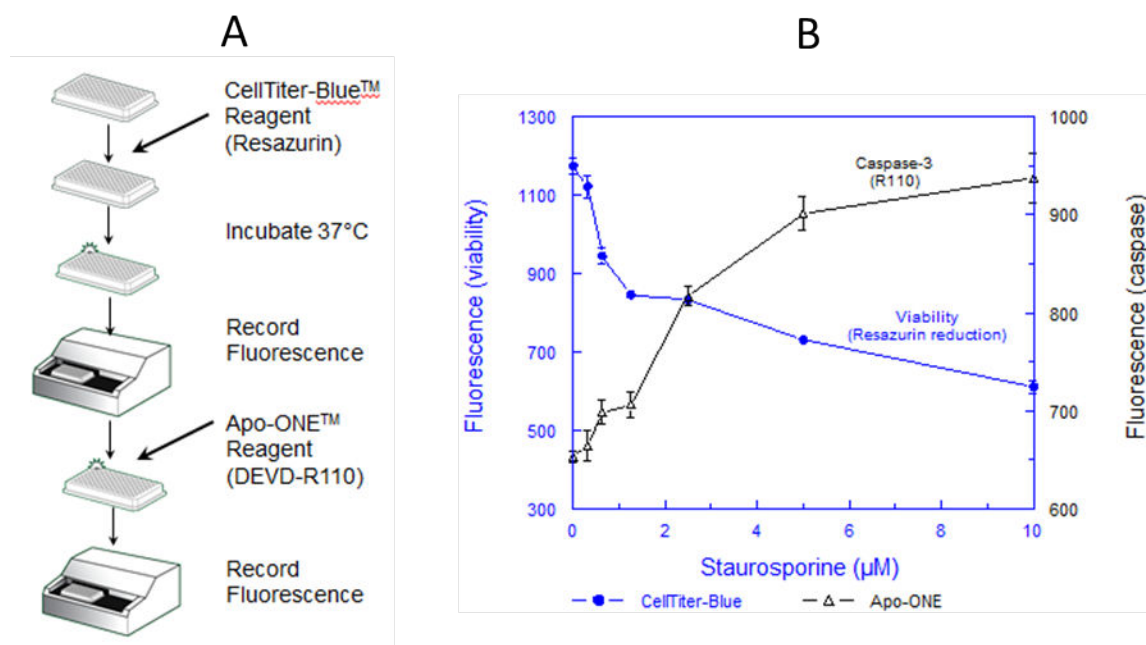 A
CellTiter-Blue™
Reagent
(Resazurin)
Incubate 37°C
Record
Fluorescence
Apo-ONE™
Reagent
(DEVD-R110)
Record
Fluorescence
B
1300
1100
900
700
500
300
Fluorescence (viability)
1000
900
800
700
600
Fluorescence (caspase)
Caspase-3
(R110)
Viability
(Resazurin reduction)
0 2 4 6 8 10
Staurosporine (µM)
CellTiter-Blue Apo-ONE